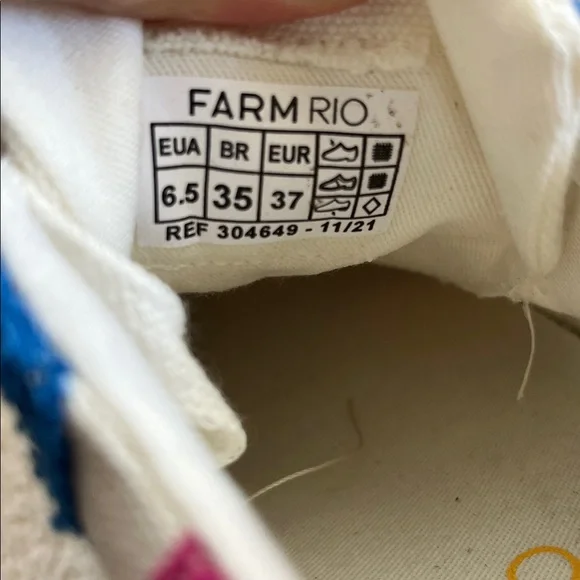 FARM RIO
EUA BR EUR
6.5 35 37
REF 304649 - 11/21